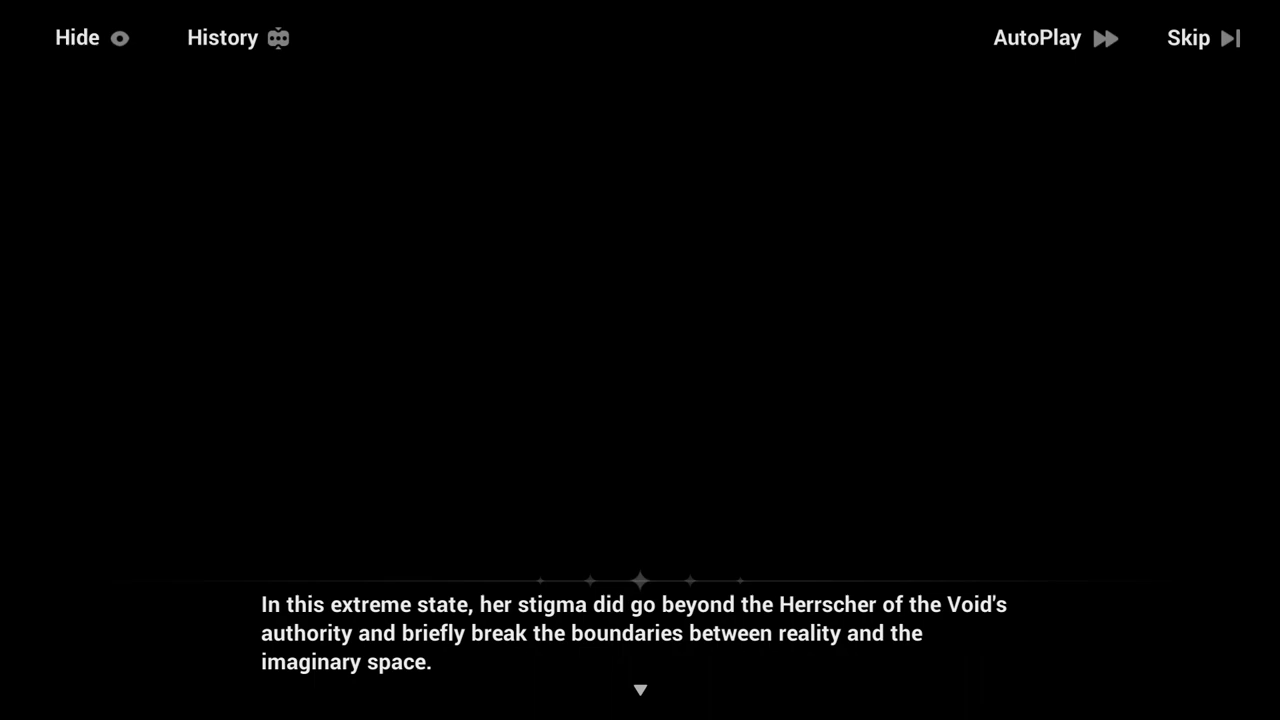 Hide
History
AutoPlay
Skip
In this extreme state, her stigma did go beyond the Herrscher of the Void's
authority and briefly break the boundaries between reality and the
imaginary space.